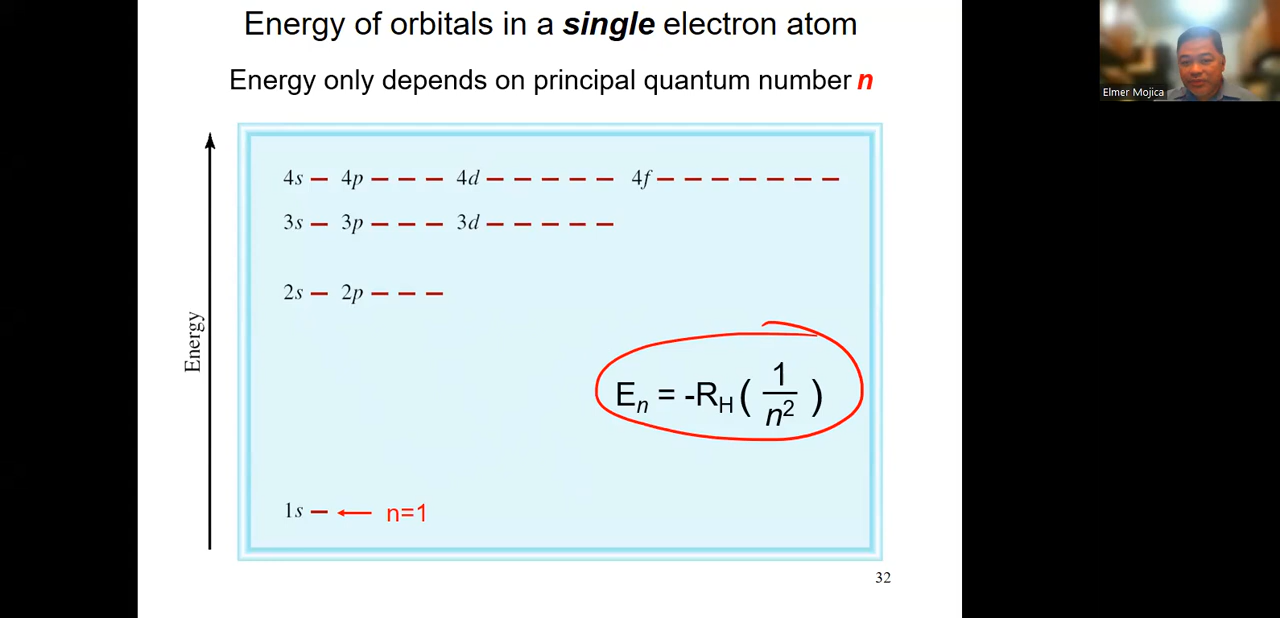 Energy of orbitals in a single electron atom
Energy only depends on principal quantum number n
Elmer Mojica
4s 4p 4d 4f
3s 3p 3d
2s 2p
Energy
Eₙ = -R_H ( 1/n² )
1s n=1
32